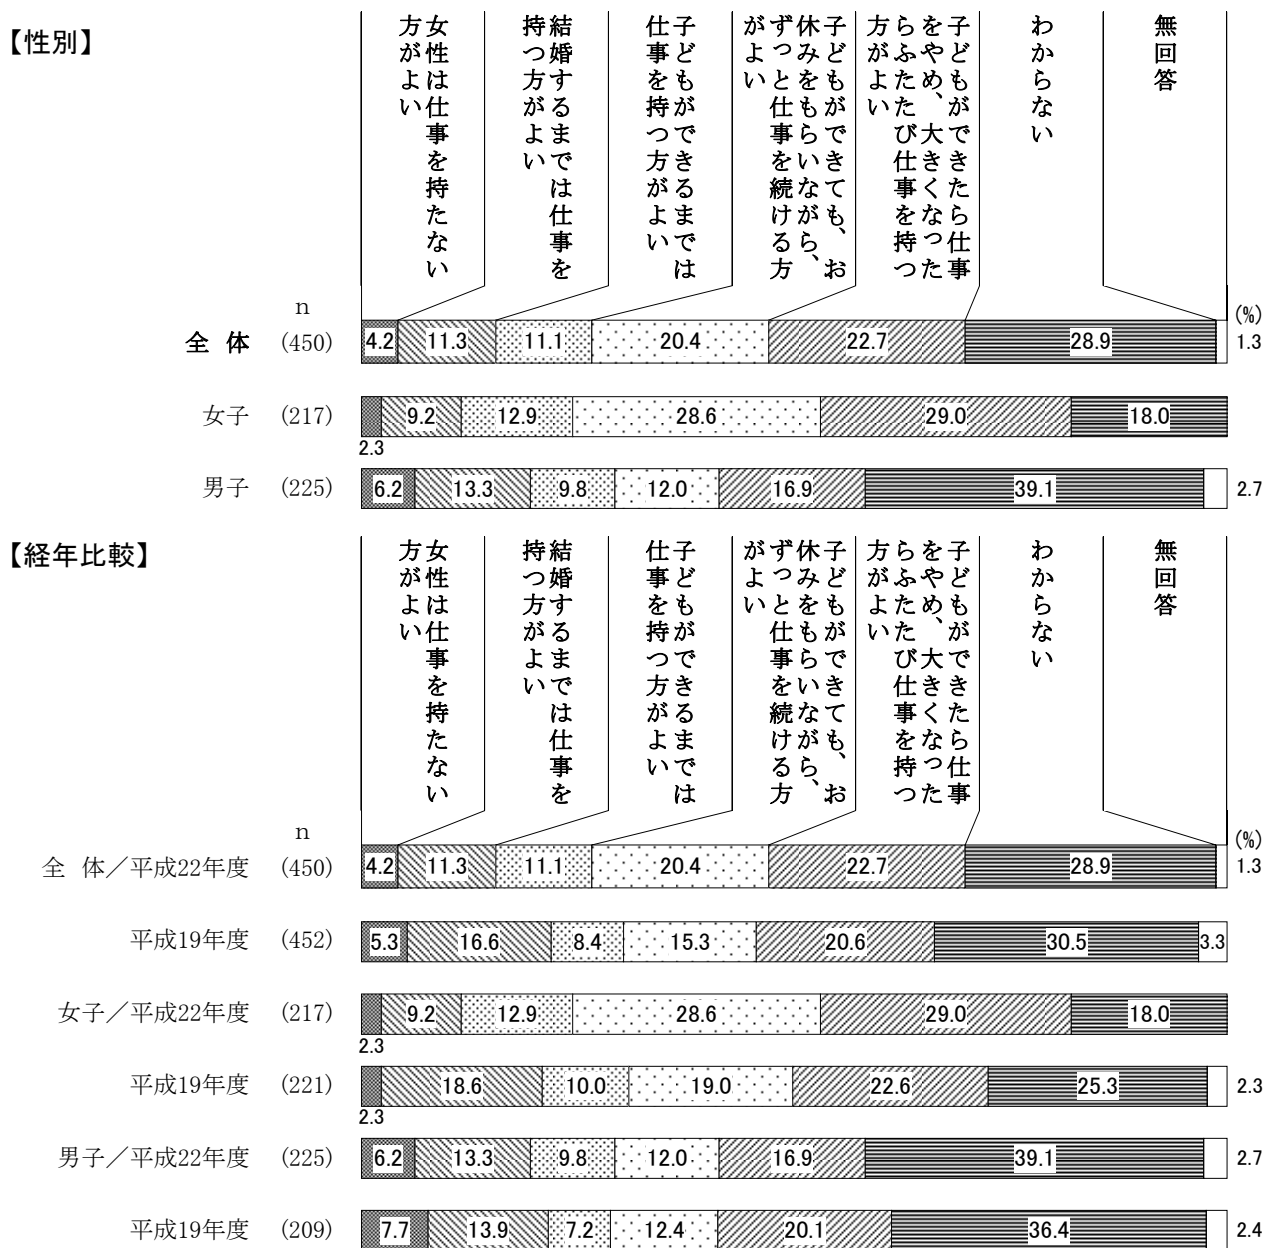 【性別】
女性は仕事を持たない
方がよい
結婚するまでは仕事を
持つ方がよい
子どもができるまでは
仕事を持つ方がよい
子どもができても、お
休みをもらいながら、
ずっと仕事を続ける方
がよい
子どもができたら仕事
をやめ、大きくなった
らふたたび仕事を持つ
方がよい
わからない
無回答
n
(%)
全 体 (450) 4.2 11.3 11.1 20.4 22.7 28.9 1.3
女子 (217) 2.3 9.2 12.9 28.6 29.0 18.0
男子 (225) 6.2 13.3 9.8 12.0 16.9 39.1 2.7
【経年比較】
女性は仕事を持たない
方がよい
結婚するまでは仕事を
持つ方がよい
子どもができるまでは
仕事を持つ方がよい
子どもができても、お
休みをもらいながら、
ずっと仕事を続ける方
がよい
子どもができたら仕事
をやめ、大きくなった
らふたたび仕事を持つ
方がよい
わからない
無回答
n
(%)
全 体／平成22年度 (450) 4.2 11.3 11.1 20.4 22.7 28.9 1.3
平成19年度 (452) 5.3 16.6 8.4 15.3 20.6 30.5 3.3
女子／平成22年度 (217) 2.3 9.2 12.9 28.6 29.0 18.0
平成19年度 (221) 2.3 18.6 10.0 19.0 22.6 25.3 2.3
男子／平成22年度 (225) 6.2 13.3 9.8 12.0 16.9 39.1 2.7
平成19年度 (209) 7.7 13.9 7.2 12.4 20.1 36.4 2.4